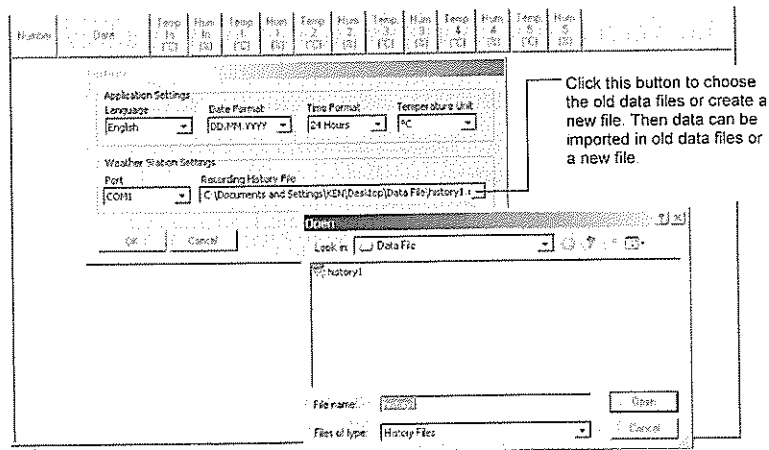 Number Date Temp. In (°C) Hum In (%) Temp. 1 (°C) Hum 1 (%) Temp. 2 (°C) Hum 2 (%) Temp. 3 (°C) Hum 3 (%) Temp. 4 (°C) Hum 4 (%) Temp. 5 (°C) Hum 5 (%)
Application Settings
Language Date Format Time Format Temperature Unit
English DD.MM.YYYY 24 Hours °C
Weather Station Settings
Port Recording History File
COM1 C:\Documents and Settings\KEN\Desktop\Data File\history1.
OK Cancel
Click this button to choose
the old data files or create a
new file. Then data can be
imported in old data files or
a new file.
Open
Look in: Data File
history1
File name: Open
Files of type: History Files Cancel